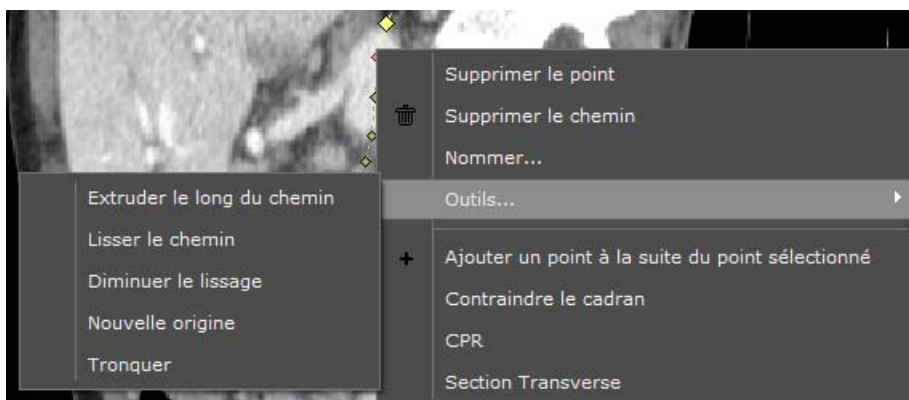 Supprimer le point
Supprimer le chemin
Nommer...
Outils...
Extruder le long du chemin
Lisser le chemin
Diminuer le lissage
Nouvelle origine
Tronquer
Ajouter un point à la suite du point sélectionné
Contraindre le cadran
CPR
Section Transverse